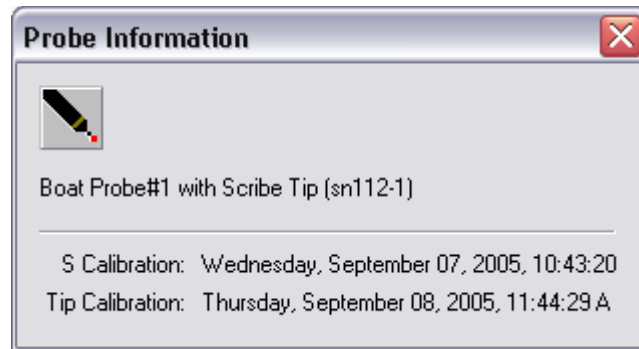 Probe Information
Boat Probe#1 with Scribe Tip (sn112-1)
S Calibration: Wednesday, September 07, 2005, 10:43:20
Tip Calibration: Thursday, September 08, 2005, 11:44:29 A